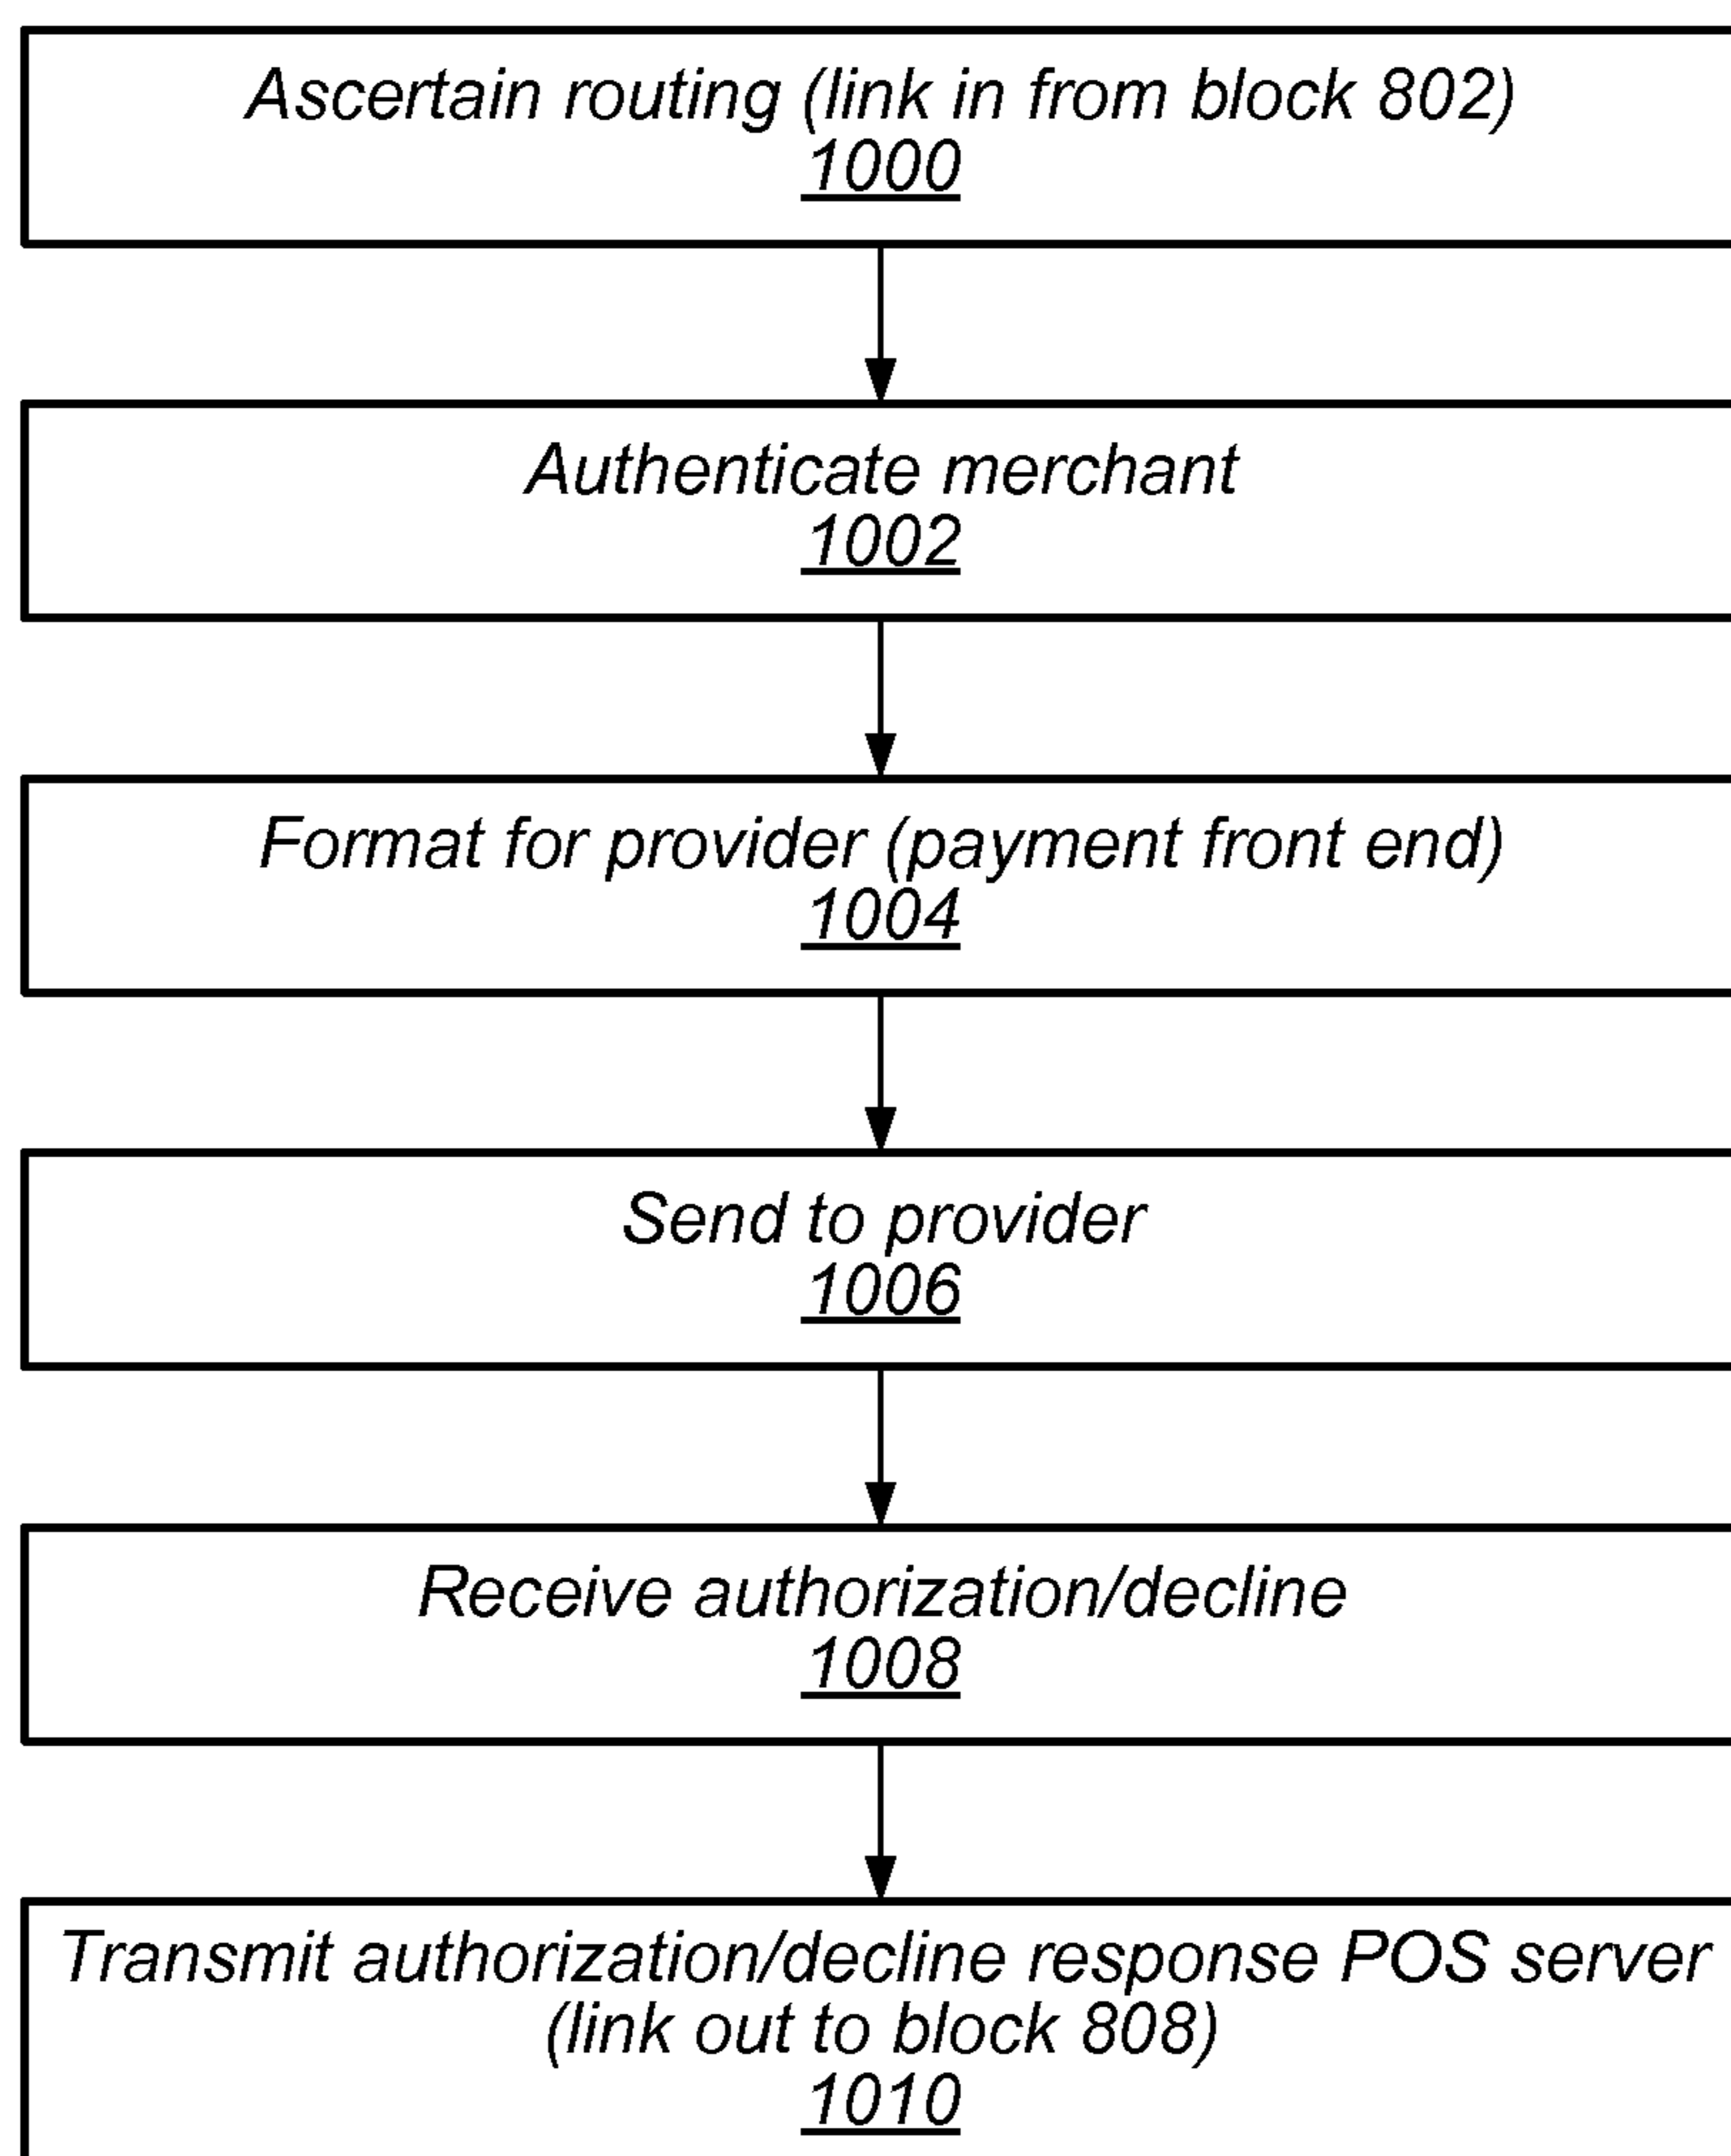 Ascertain routing (link in from block 802)
1000
Authenticate merchant
1002
Format for provider (payment front end)
1004
Send to provider
1006
Receive authorization/decline
1008
Transmit authorization/decline response POS server
(link out to block 808)
1010